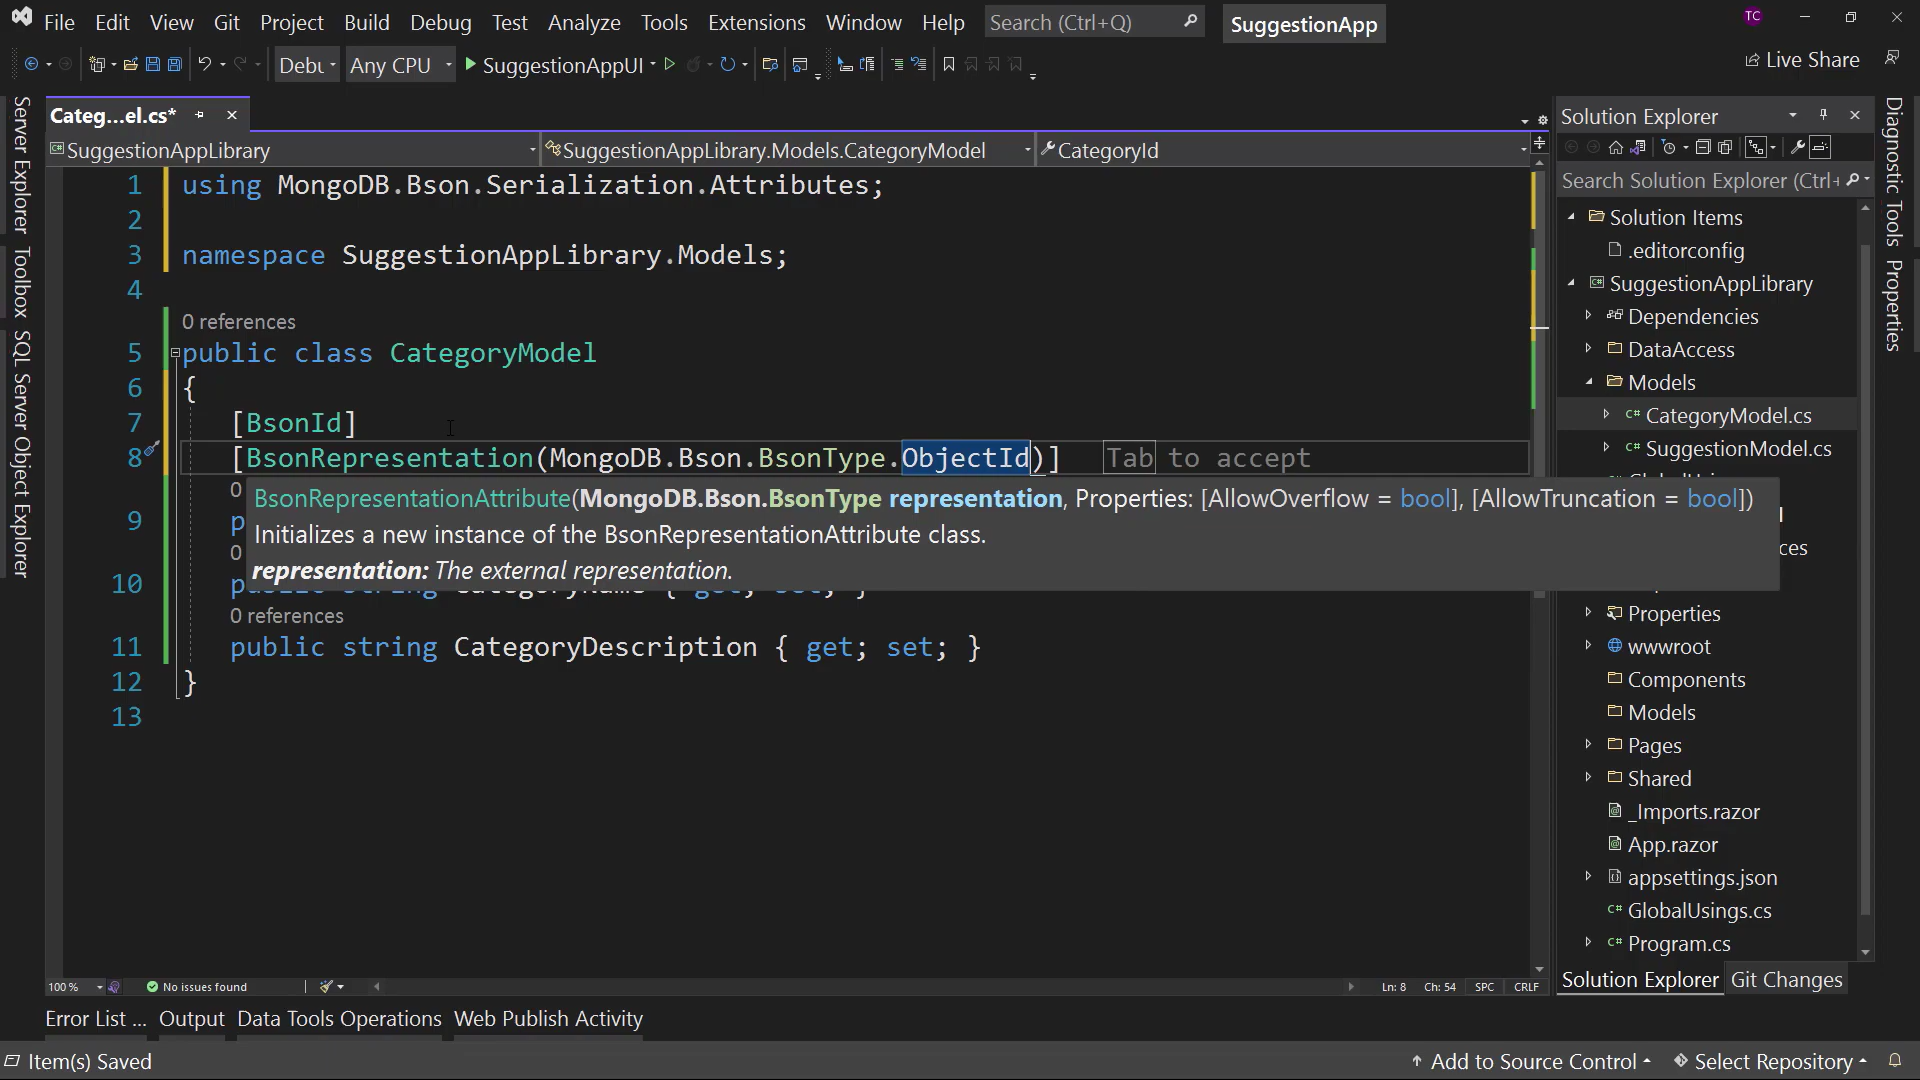 File Edit View Git Project Build Debug Test Analyze Tools Extensions Window Help Search (Ctrl+Q) SuggestionApp TC
Debu Any CPU SuggestionAppUI Live Share
Server Explorer
Toolbox
SQL Server Object Explorer
Categ...el.cs*
SuggestionAppLibrary SuggestionAppLibrary.Models.CategoryModel CategoryId
1 using MongoDB.Bson.Serialization.Attributes;
2
3 namespace SuggestionAppLibrary.Models;
4
0 references
5 public class CategoryModel
6 {
7 [BsonId]
8 [BsonRepresentation(MongoDB.Bson.BsonType.ObjectId)] Tab to accept
0
BsonRepresentationAttribute(MongoDB.Bson.BsonType representation, Properties: [AllowOverflow = bool], [AllowTruncation = bool])
9 p
Initializes a new instance of the BsonRepresentationAttribute class.
0
representation: The external representation.
10 public string CategoryName { get; set; }
0 references
11 public string CategoryDescription { get; set; }
12 }
13
100 % No issues found Ln: 8 Ch: 54 SPC CRLF
Solution Explorer
Search Solution Explorer (Ctrl+
Solution Items
.editorconfig
SuggestionAppLibrary
Dependencies
DataAccess
Models
CategoryModel.cs
SuggestionModel.cs
ces
Properties
wwwroot
Components
Models
Pages
Shared
_Imports.razor
App.razor
appsettings.json
GlobalUsings.cs
Program.cs
Solution Explorer Git Changes
Diagnostic Tools
Properties
Error List ... Output Data Tools Operations Web Publish Activity
Item(s) Saved Add to Source Control Select Repository